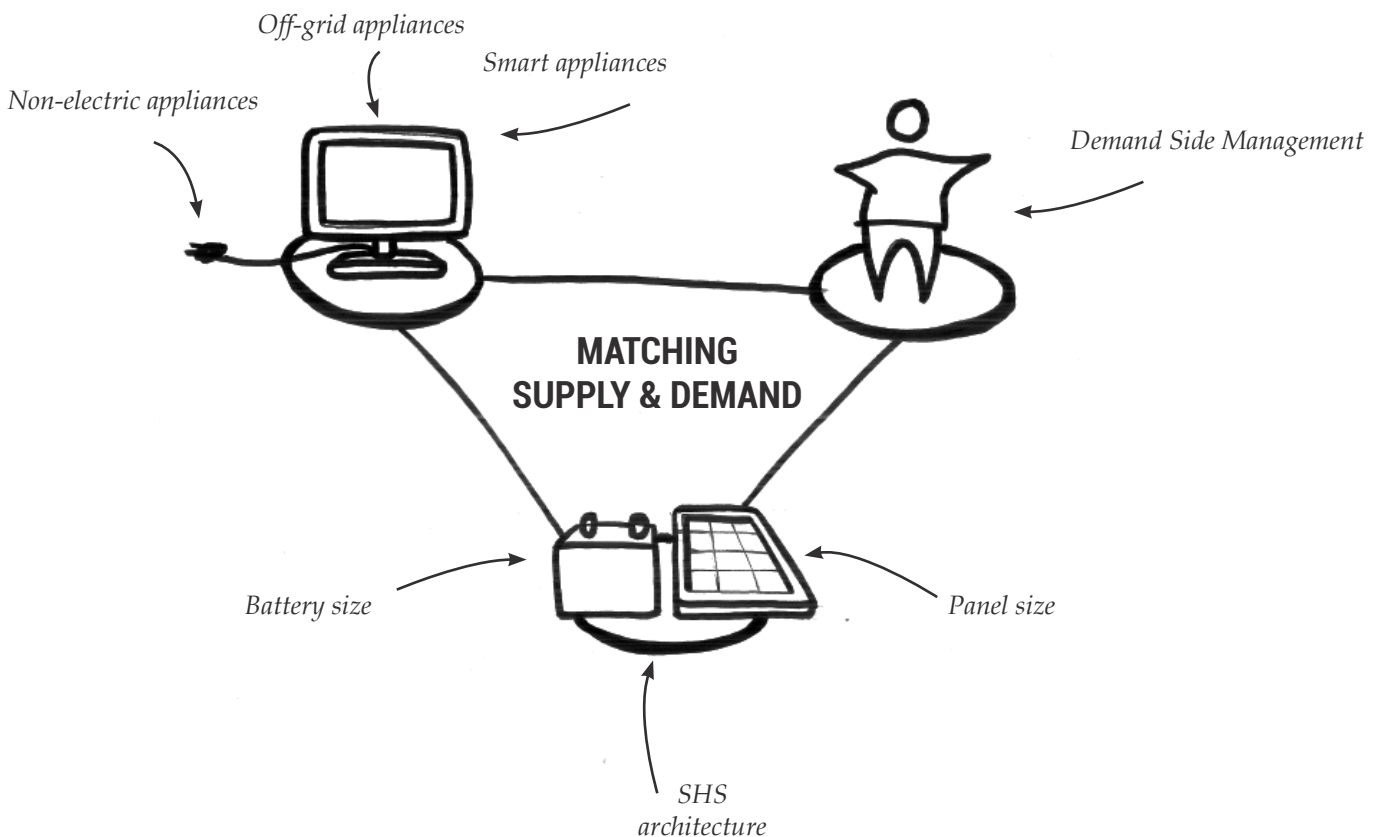 Off-grid appliances
Smart appliances
Non-electric appliances
Demand Side Management
MATCHING
SUPPLY & DEMAND
Battery size
Panel size
SHS
architecture